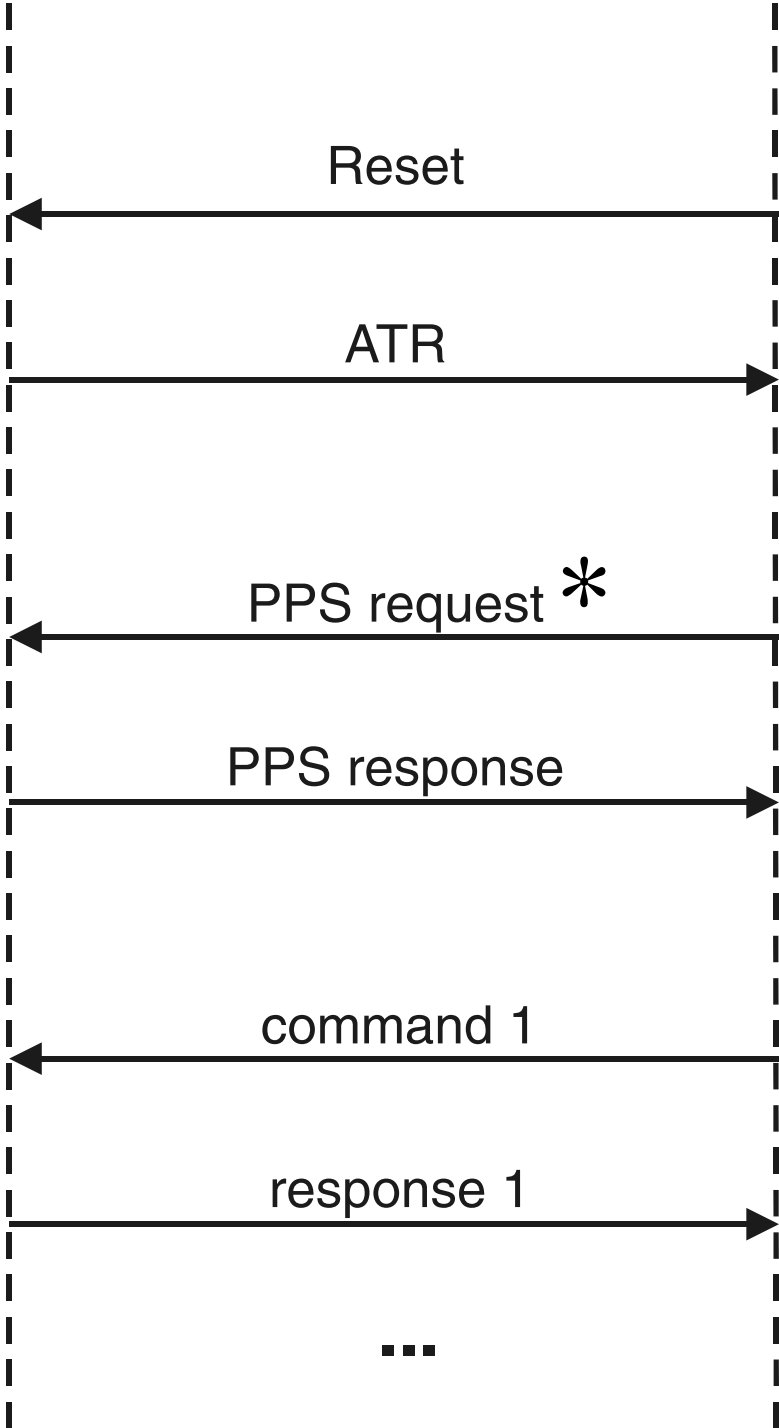 Reset
ATR
PPS request *
PPS response
command 1
response 1
...